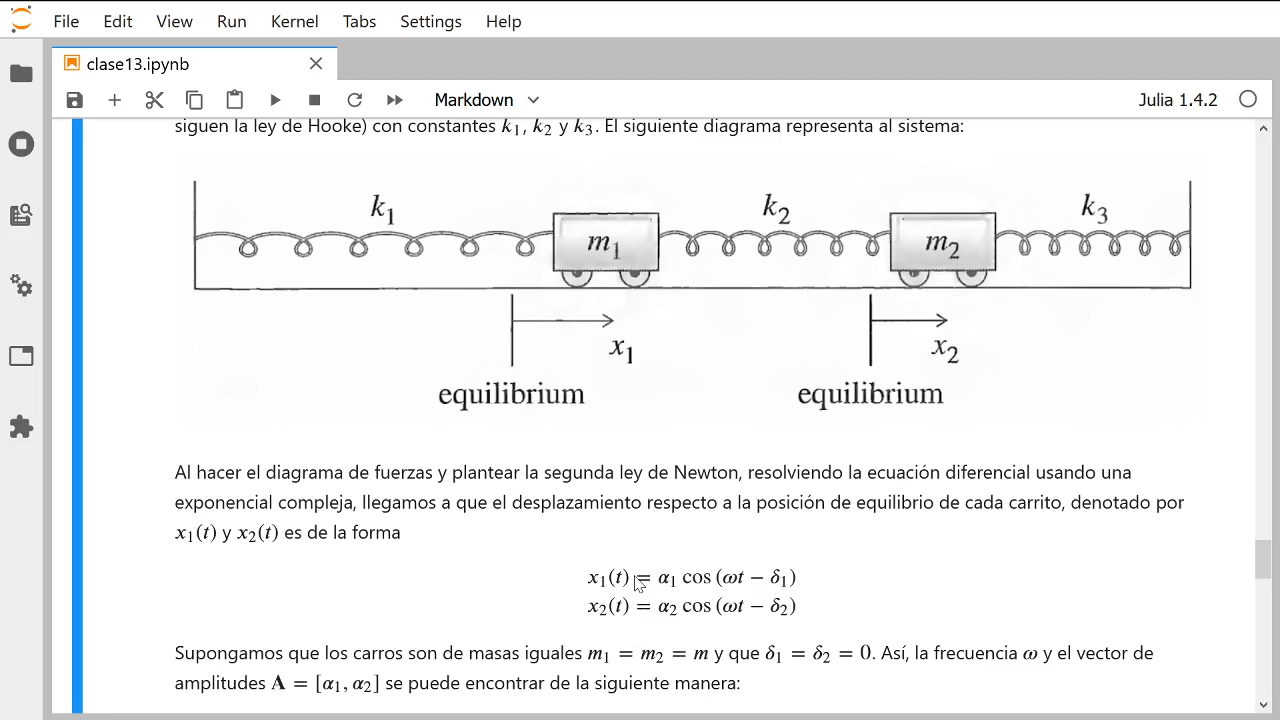 File Edit View Run Kernel Tabs Settings Help
clase13.ipynb
Markdown
Julia 1.4.2
siguen la ley de Hooke) con constantes k₁, k₂ y k₃. El siguiente diagrama representa al sistema:
k₁ k₂ k₃
m₁ m₂
x₁ x₂
equilibrium equilibrium
Al hacer el diagrama de fuerzas y plantear la segunda ley de Newton, resolviendo la ecuación diferencial usando una
exponencial compleja, llegamos a que el desplazamiento respecto a la posición de equilibrio de cada carrito, denotado por
x₁(t) y x₂(t) es de la forma
x₁(t) = α₁ cos (ωt − δ₁)
x₂(t) = α₂ cos (ωt − δ₂)
Supongamos que los carros son de masas iguales m₁ = m₂ = m y que δ₁ = δ₂ = 0. Así, la frecuencia ω y el vector de
amplitudes A = [α₁, α₂] se puede encontrar de la siguiente manera: